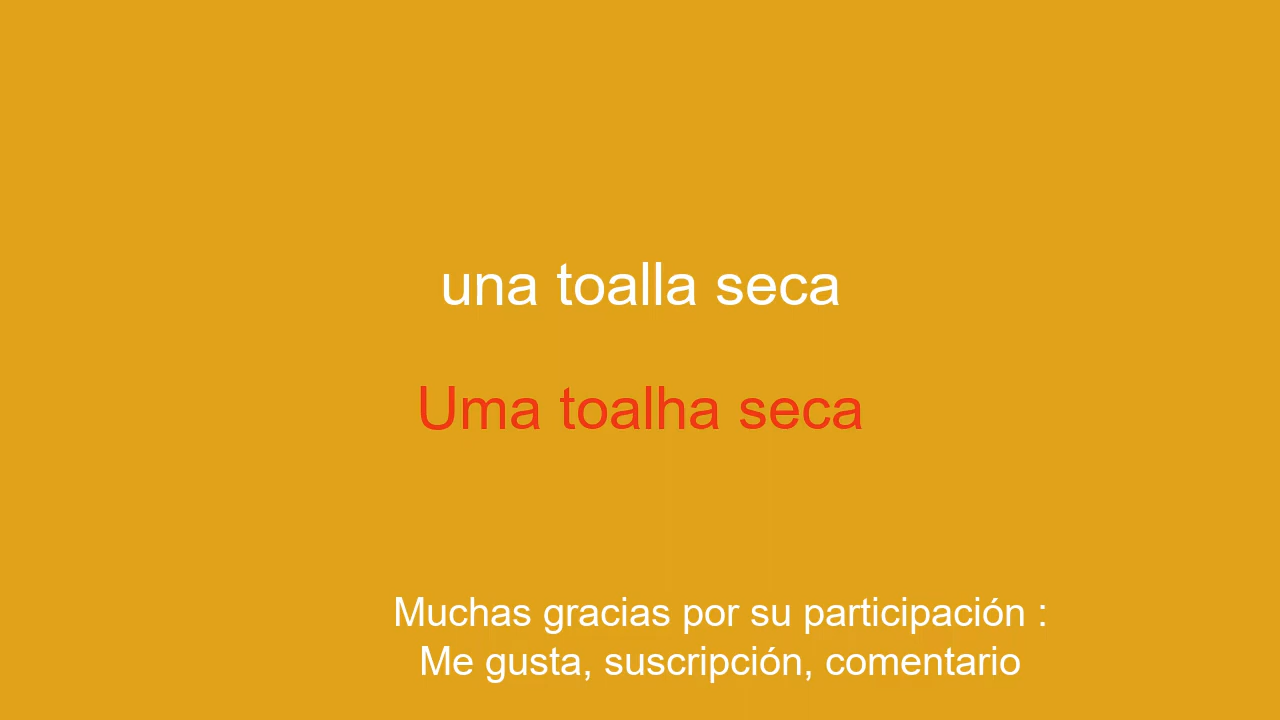 una toalla seca
Uma toalha seca
Muchas gracias por su participación :
Me gusta, suscripción, comentario